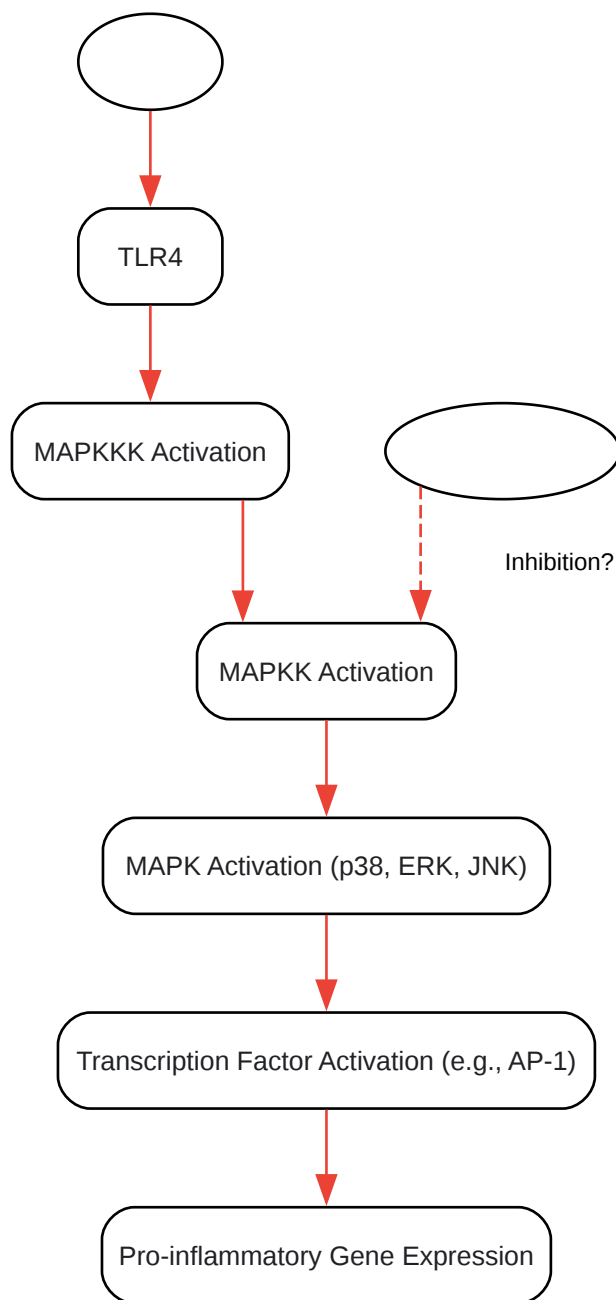 TLR4
MAPKKK Activation
Inhibition?
MAPKK Activation
MAPK Activation (p38, ERK, JNK)
Transcription Factor Activation (e.g., AP-1)
Pro-inflammatory Gene Expression